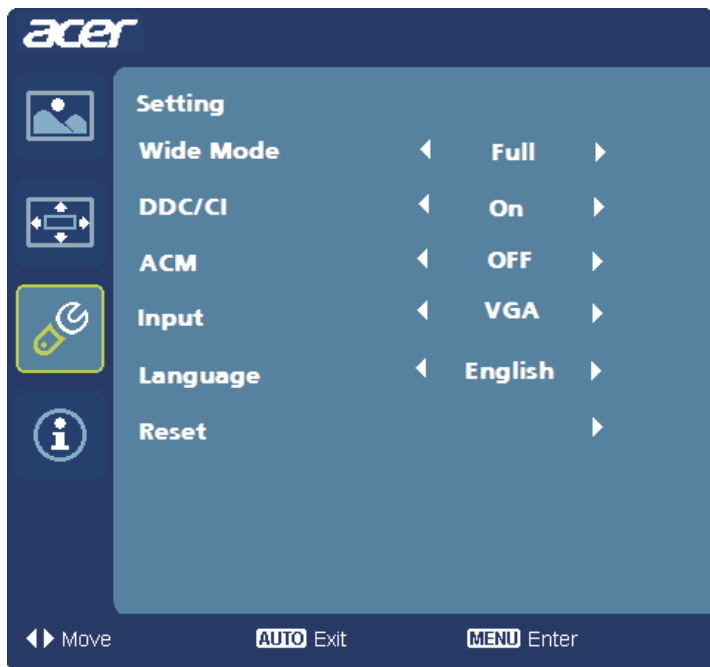 acer
Setting
Wide Mode Full
DDC/CI On
ACM OFF
Input VGA
Language English
Reset
Move AUTO Exit MENU Enter